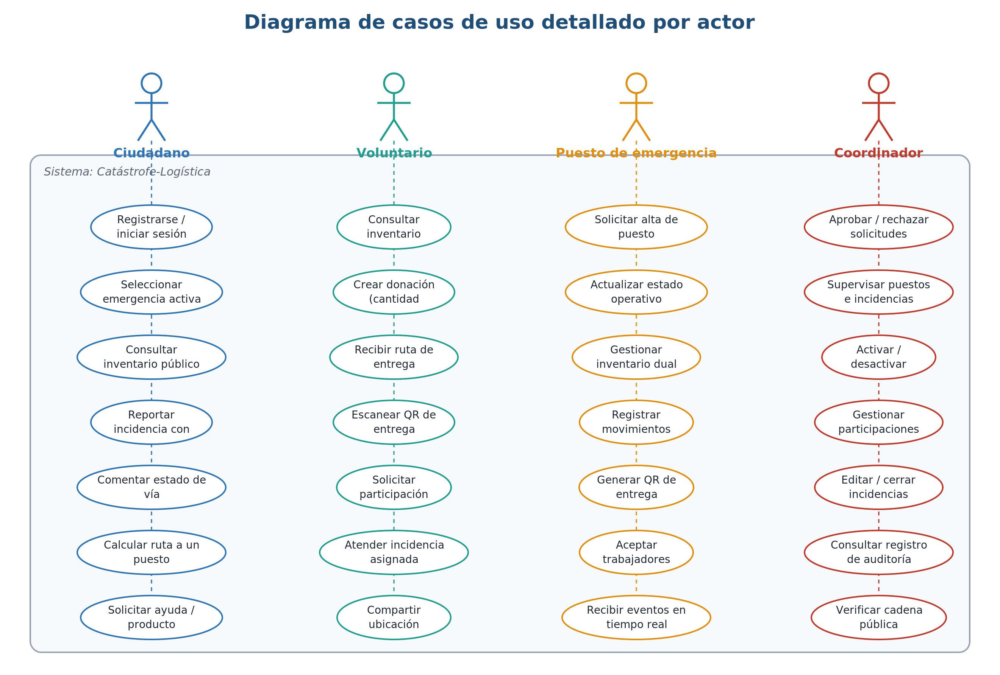 Diagrama de casos de uso detallado por actor
Ciudadano
Voluntario
Puesto de emergencia
Coordinador
Sistema: Catástrofe-Logística
Registrarse /
iniciar sesión
Seleccionar
emergencia activa
Consultar
inventario público
Reportar
incidencia con
Comentar estado de
vía
Calcular ruta a un
puesto
Solicitar ayuda /
producto
Consultar
inventario
Crear donación
(cantidad
Recibir ruta de
entrega
Escanear QR de
entrega
Solicitar
participación
Atender incidencia
asignada
Compartir
ubicación
Solicitar alta de
puesto
Actualizar estado
operativo
Gestionar
inventario dual
Registrar
movimientos
Generar QR de
entrega
Aceptar
trabajadores
Recibir eventos en
tiempo real
Aprobar / rechazar
solicitudes
Supervisar puestos
e incidencias
Activar /
desactivar
Gestionar
participaciones
Editar / cerrar
incidencias
Consultar registro
de auditoría
Verificar cadena
pública